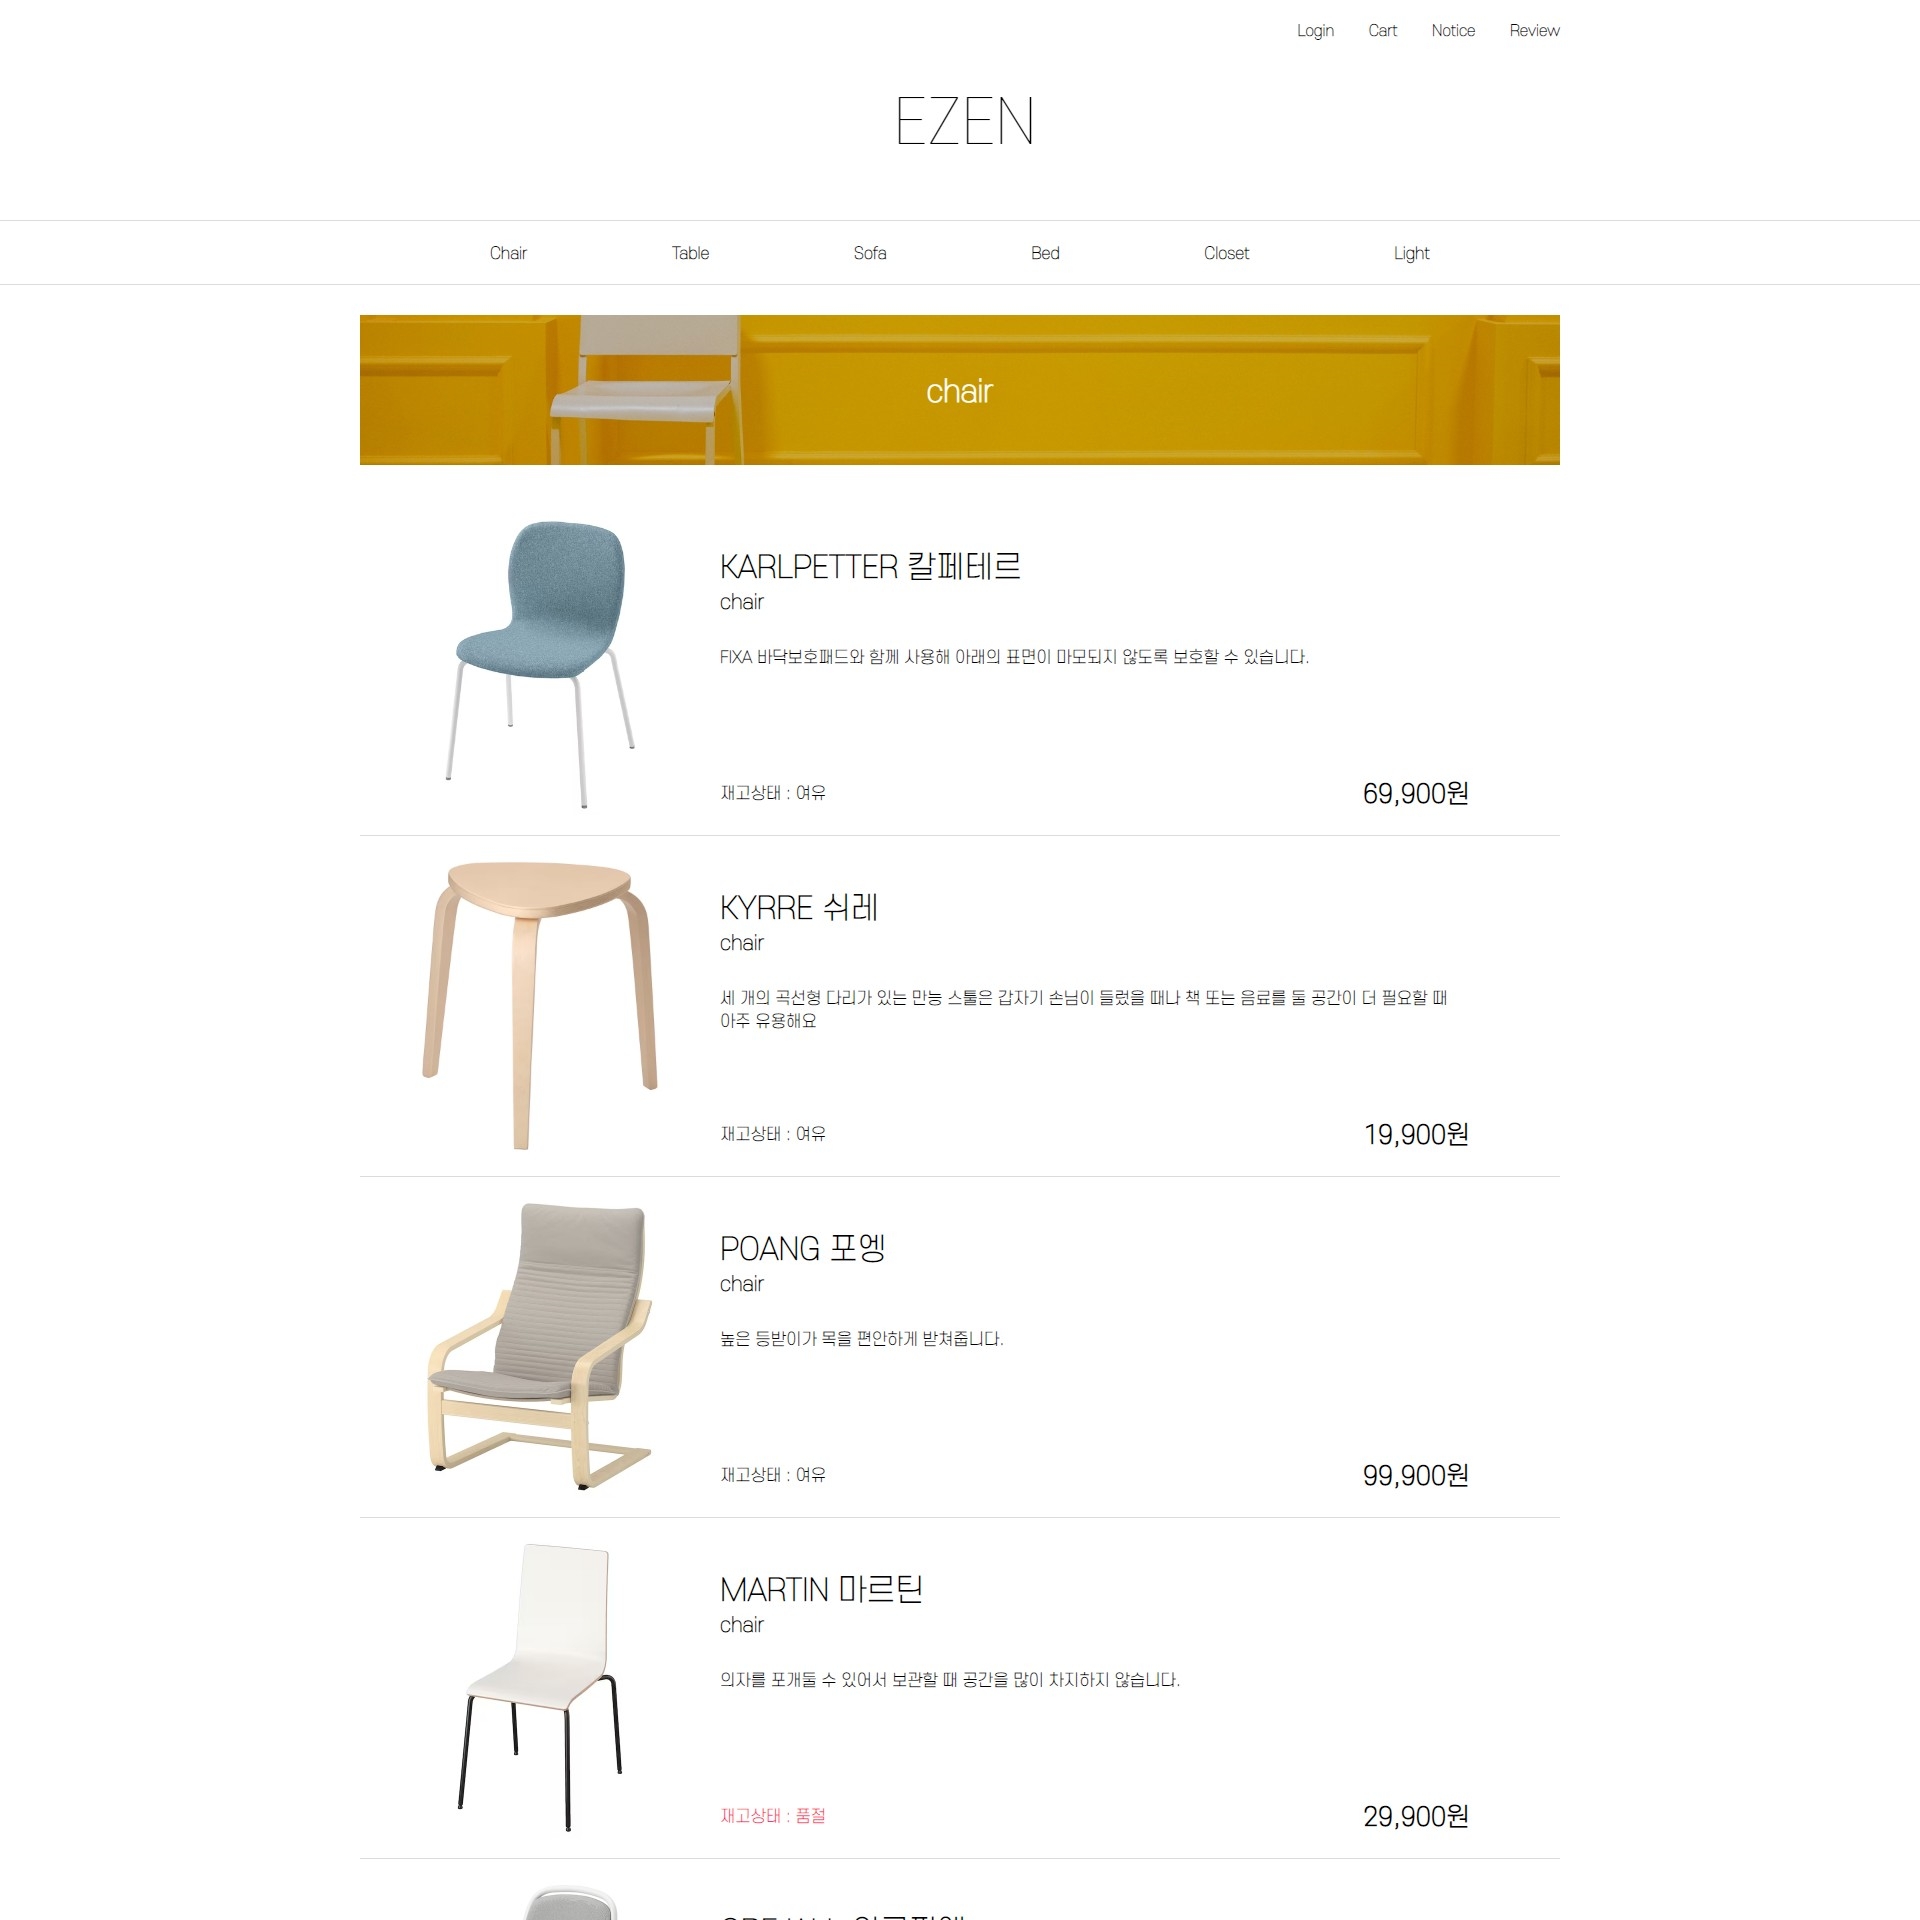 Login Cart Notice Review
EZEN
Chair Table Sofa Bed Closet Light
chair
KARLPETTER 칼페테르
chair
FIXA 바닥보호패드와 함께 사용해 아래의 표면이 마모되지 않도록 보호할 수 있습니다.
재고상태 : 여유 69,900원
KYRRE 쉬레
chair
세 개의 곡선형 다리가 있는 만능 스툴은 갑자기 손님이 들렀을 때나 책 또는 음료를 둘 공간이 더 필요할 때
아주 유용해요
재고상태 : 여유 19,900원
POANG 포엥
chair
높은 등받이가 목을 편안하게 받쳐줍니다.
재고상태 : 여유 99,900원
MARTIN 마르틴
chair
의자를 포개둘 수 있어서 보관할 때 공간을 많이 차지하지 않습니다.
재고상태 : 품절 29,900원